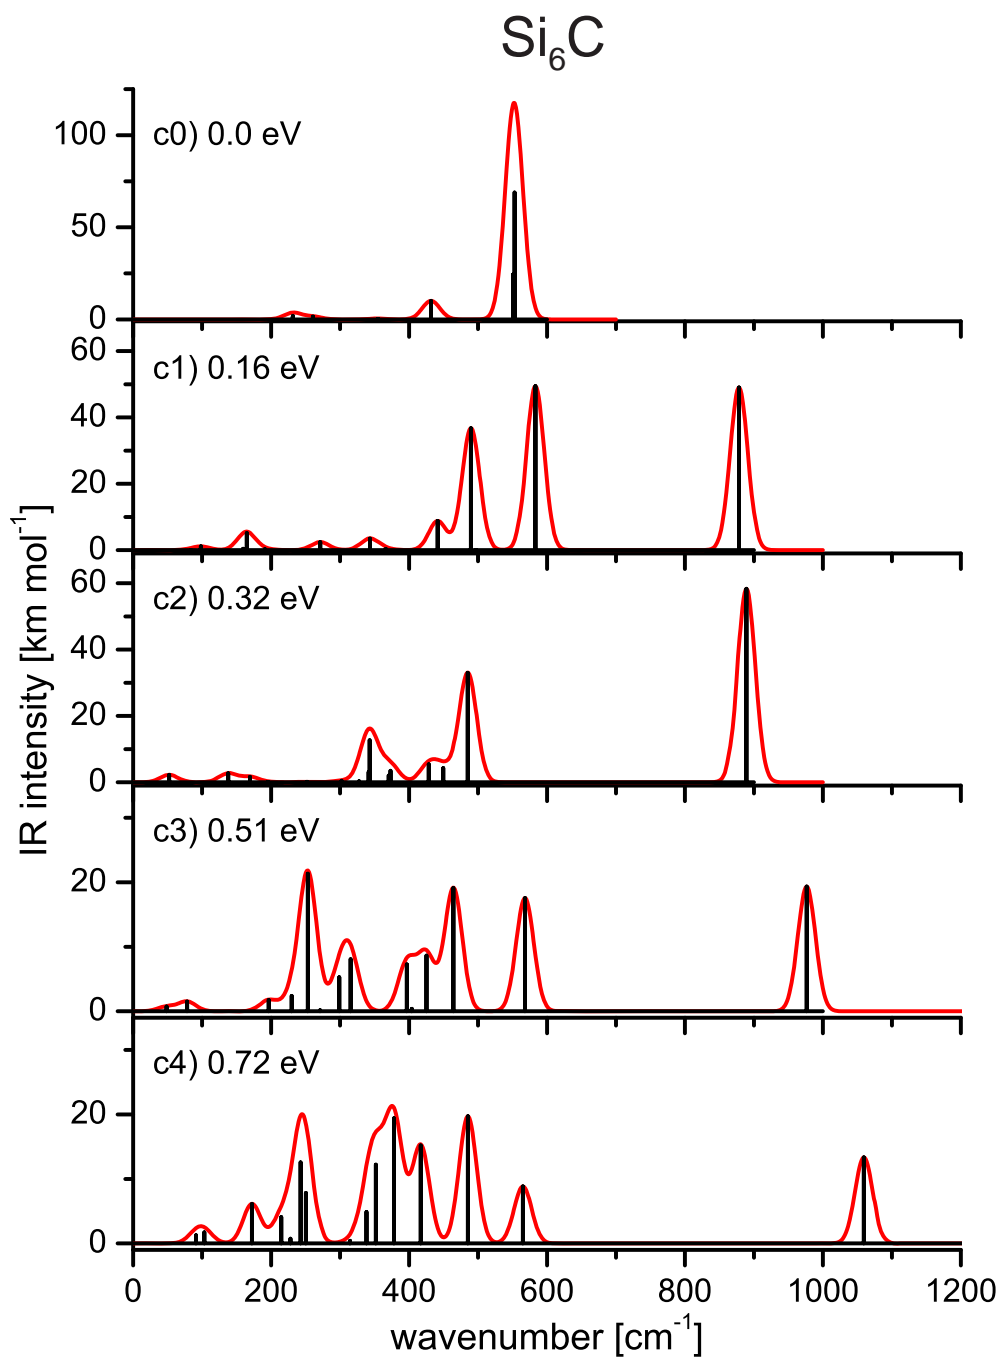 Si₆C
c0) 0.0 eV
100
50
0
c1) 0.16 eV
60
40
20
0
c2) 0.32 eV
60
40
20
0
c3) 0.51 eV
20
0
c4) 0.72 eV
20
0
IR intensity [km mol⁻¹]
0 200 400 600 800 1000 1200
wavenumber [cm⁻¹]